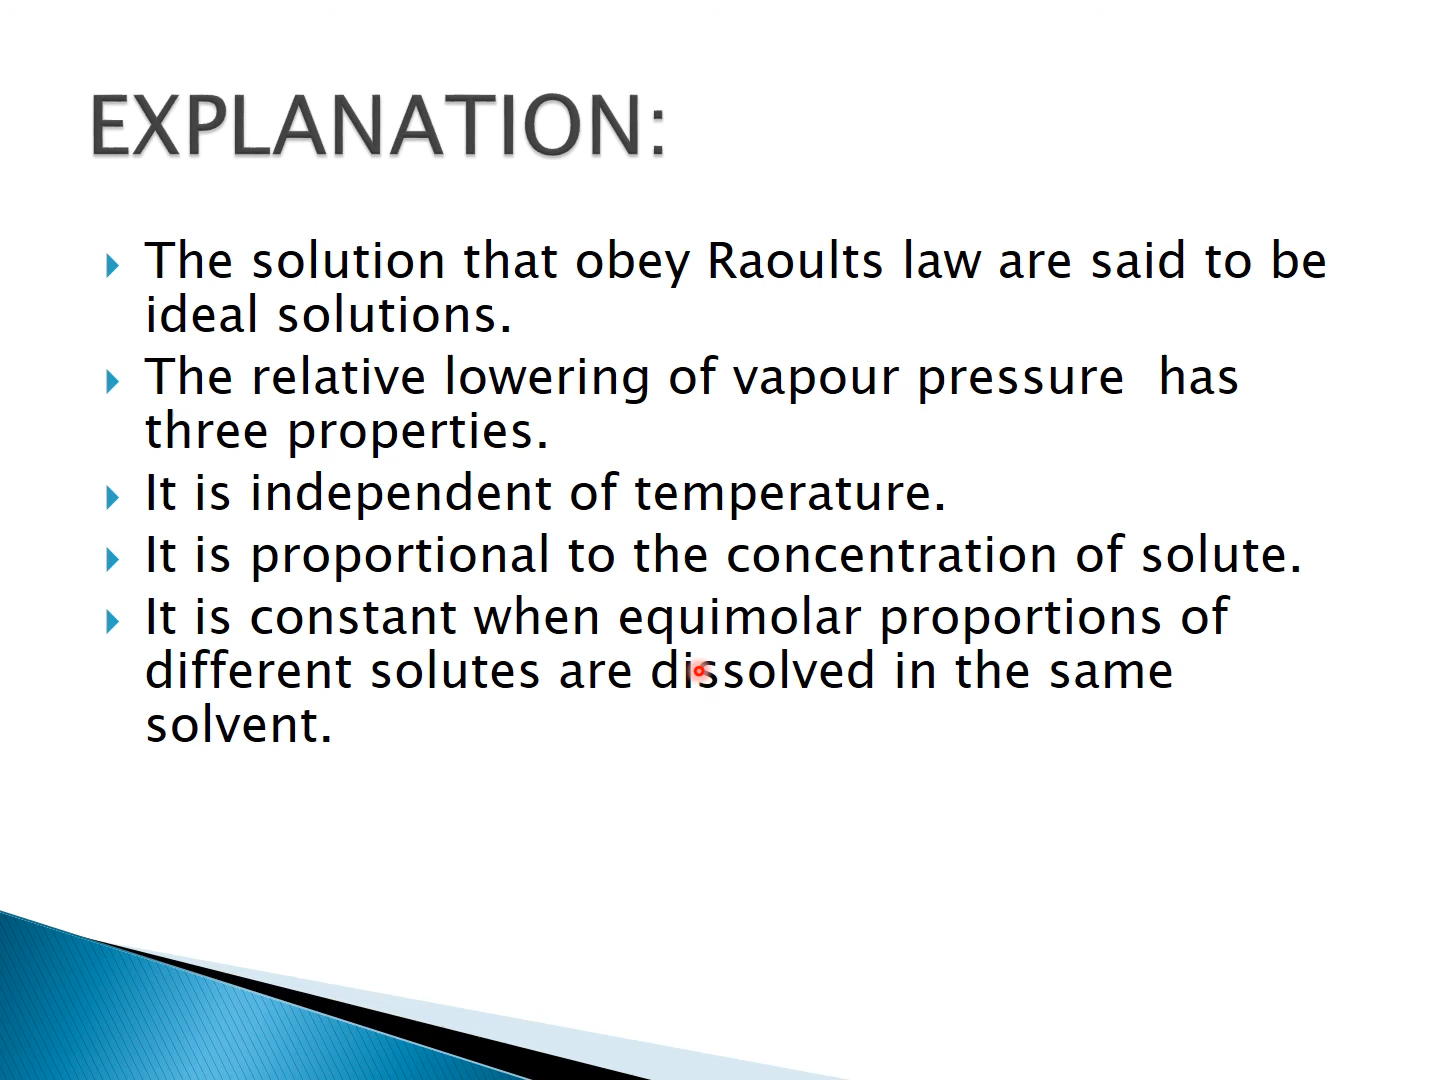 EXPLANATION:
The solution that obey Raoults law are said to be
ideal solutions.
The relative lowering of vapour pressure  has
three properties.
It is independent of temperature.
It is proportional to the concentration of solute.
It is constant when equimolar proportions of
different solutes are dissolved in the same
solvent.